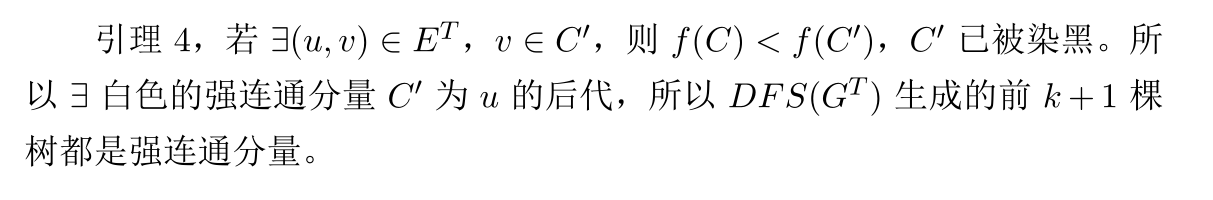 引理 4，若 ∃(u, v) ∈ E^T，v ∈ C′，则 f(C) < f(C′)，C′ 已被染黑。所
以 ∃ 白色的强连通分量 C′ 为 u 的后代，所以 DFS(G^T) 生成的前 k + 1 棵
树都是强连通分量。